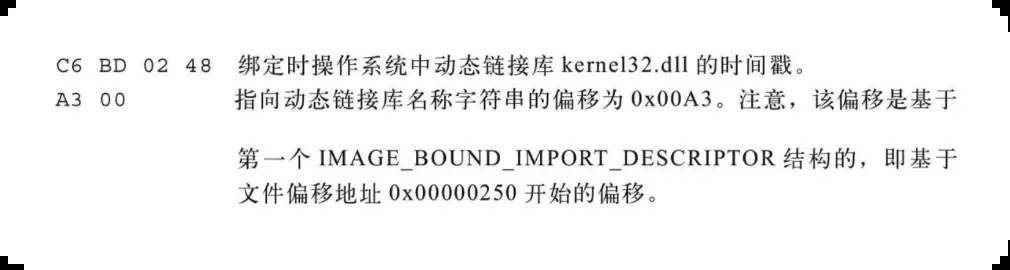 C6 BD 02 48 绑定时操作系统中动态链接库 kernel32.dll 的时间戳。
A3 00 指向动态链接库名称字符串的偏移为 0x00A3。注意，该偏移是基于
第一个 IMAGE_BOUND_IMPORT_DESCRIPTOR 结构的，即基于
文件偏移地址 0x00000250 开始的偏移。